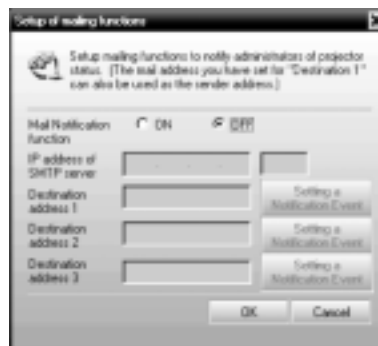 Setup of mailing functions
Setup mailing functions to notify administrators of projector
status. (The mail address you have set for "Destination 1"
can also be used as the sender address.)
Mail Notification
function
ON
OFF
IP address of
SMTP server
Destination
address 1
Setting a
Notification Event
Destination
address 2
Setting a
Notification Event
Destination
address 3
Setting a
Notification Event
OK
Cancel